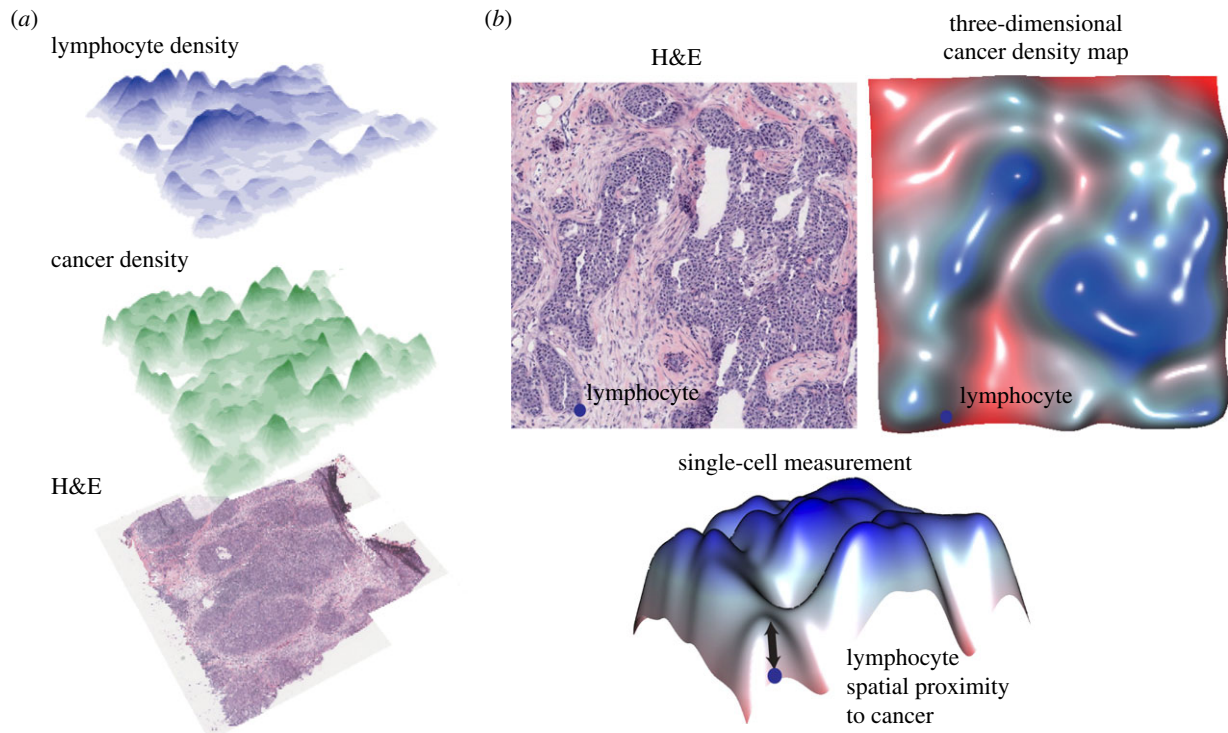 (a)
lymphocyte density
cancer density
H&E
(b)
H&E
lymphocyte
three-dimensional
cancer density map
lymphocyte
single-cell measurement
lymphocyte
spatial proximity
to cancer